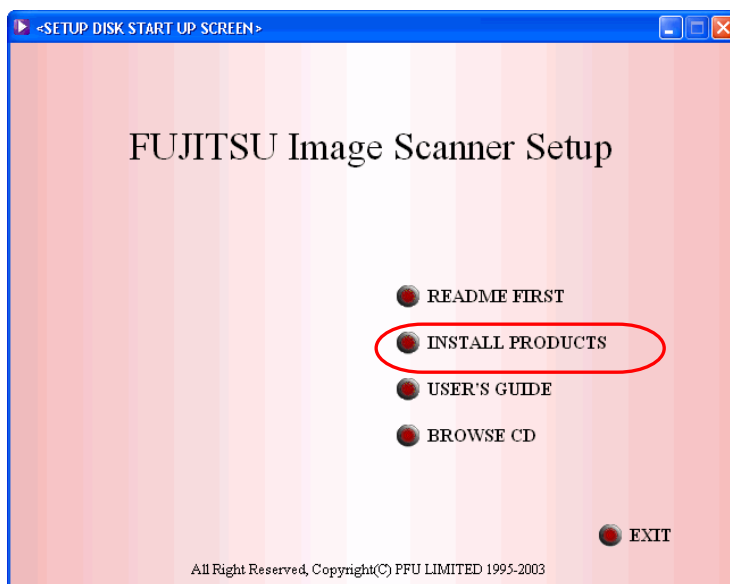 <SETUP DISK START UP SCREEN>
FUJITSU Image Scanner Setup
README FIRST
INSTALL PRODUCTS
USER'S GUIDE
BROWSE CD
EXIT
All Right Reserved, Copyright(C) PFU LIMITED 1995-2003